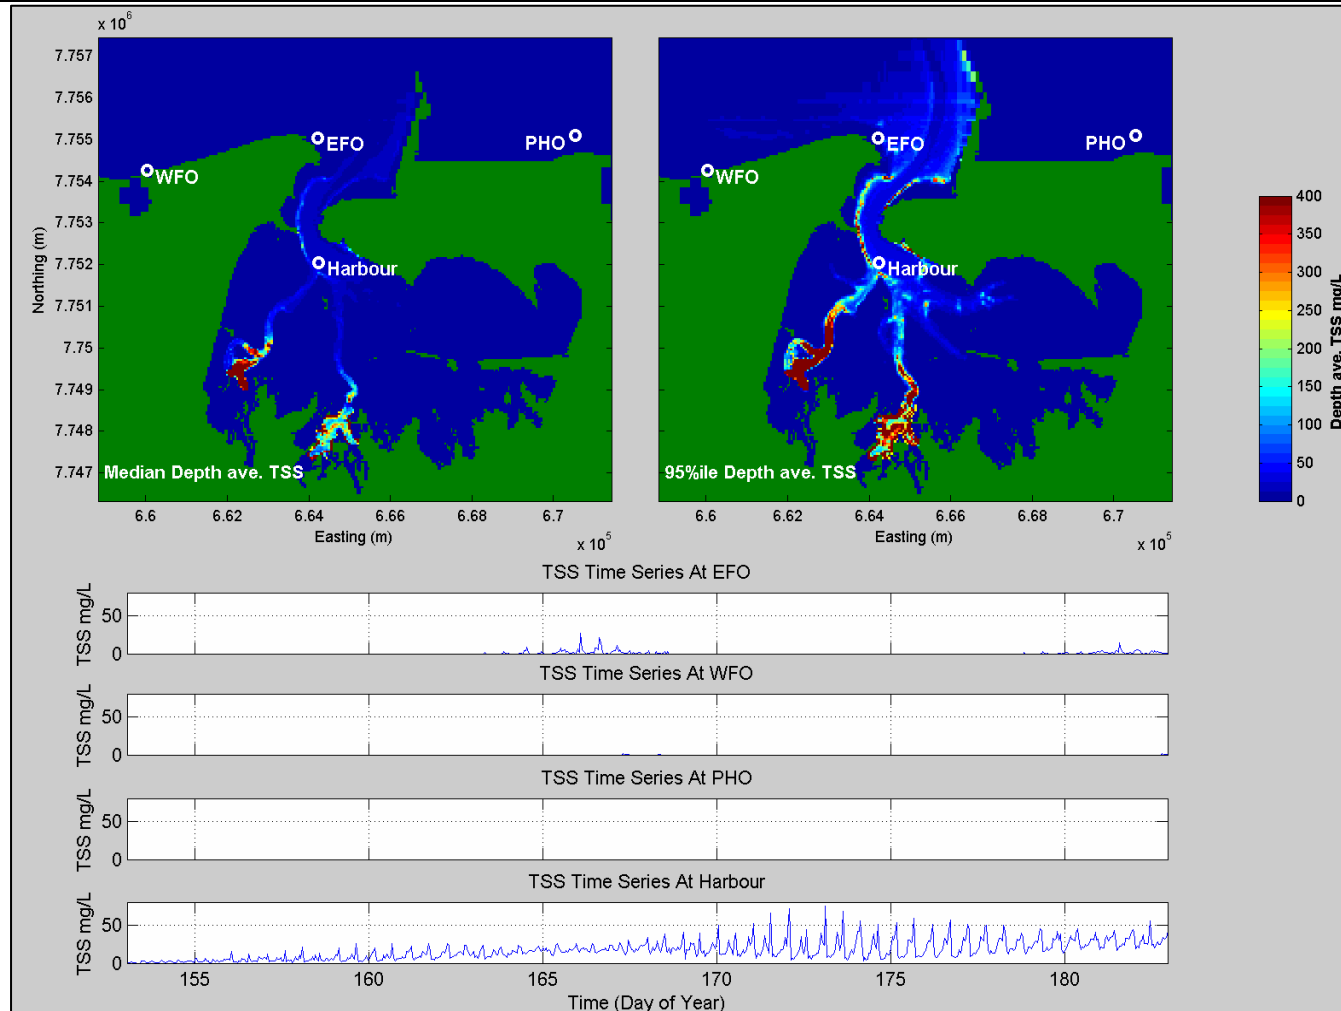 x 10^6
7.757
7.756
7.755
7.754
7.753
7.752
7.751
7.75
7.749
7.748
7.747
Northing (m)
EFO
PHO
WFO
Harbour
Median Depth ave. TSS
6.6 6.62 6.64 6.66 6.68 6.7
Easting (m)
x 10^5
EFO
PHO
WFO
Harbour
95%ile Depth ave. TSS
6.6 6.62 6.64 6.66 6.68 6.7
Easting (m)
x 10^5
400
350
300
250
200
150
100
50
0
Depth ave. TSS mg/L
TSS Time Series At EFO
TSS mg/L
50
0
TSS Time Series At WFO
TSS mg/L
50
0
TSS Time Series At PHO
TSS mg/L
50
0
TSS Time Series At Harbour
TSS mg/L
50
0
155 160 165 170 175 180
Time (Day of Year)